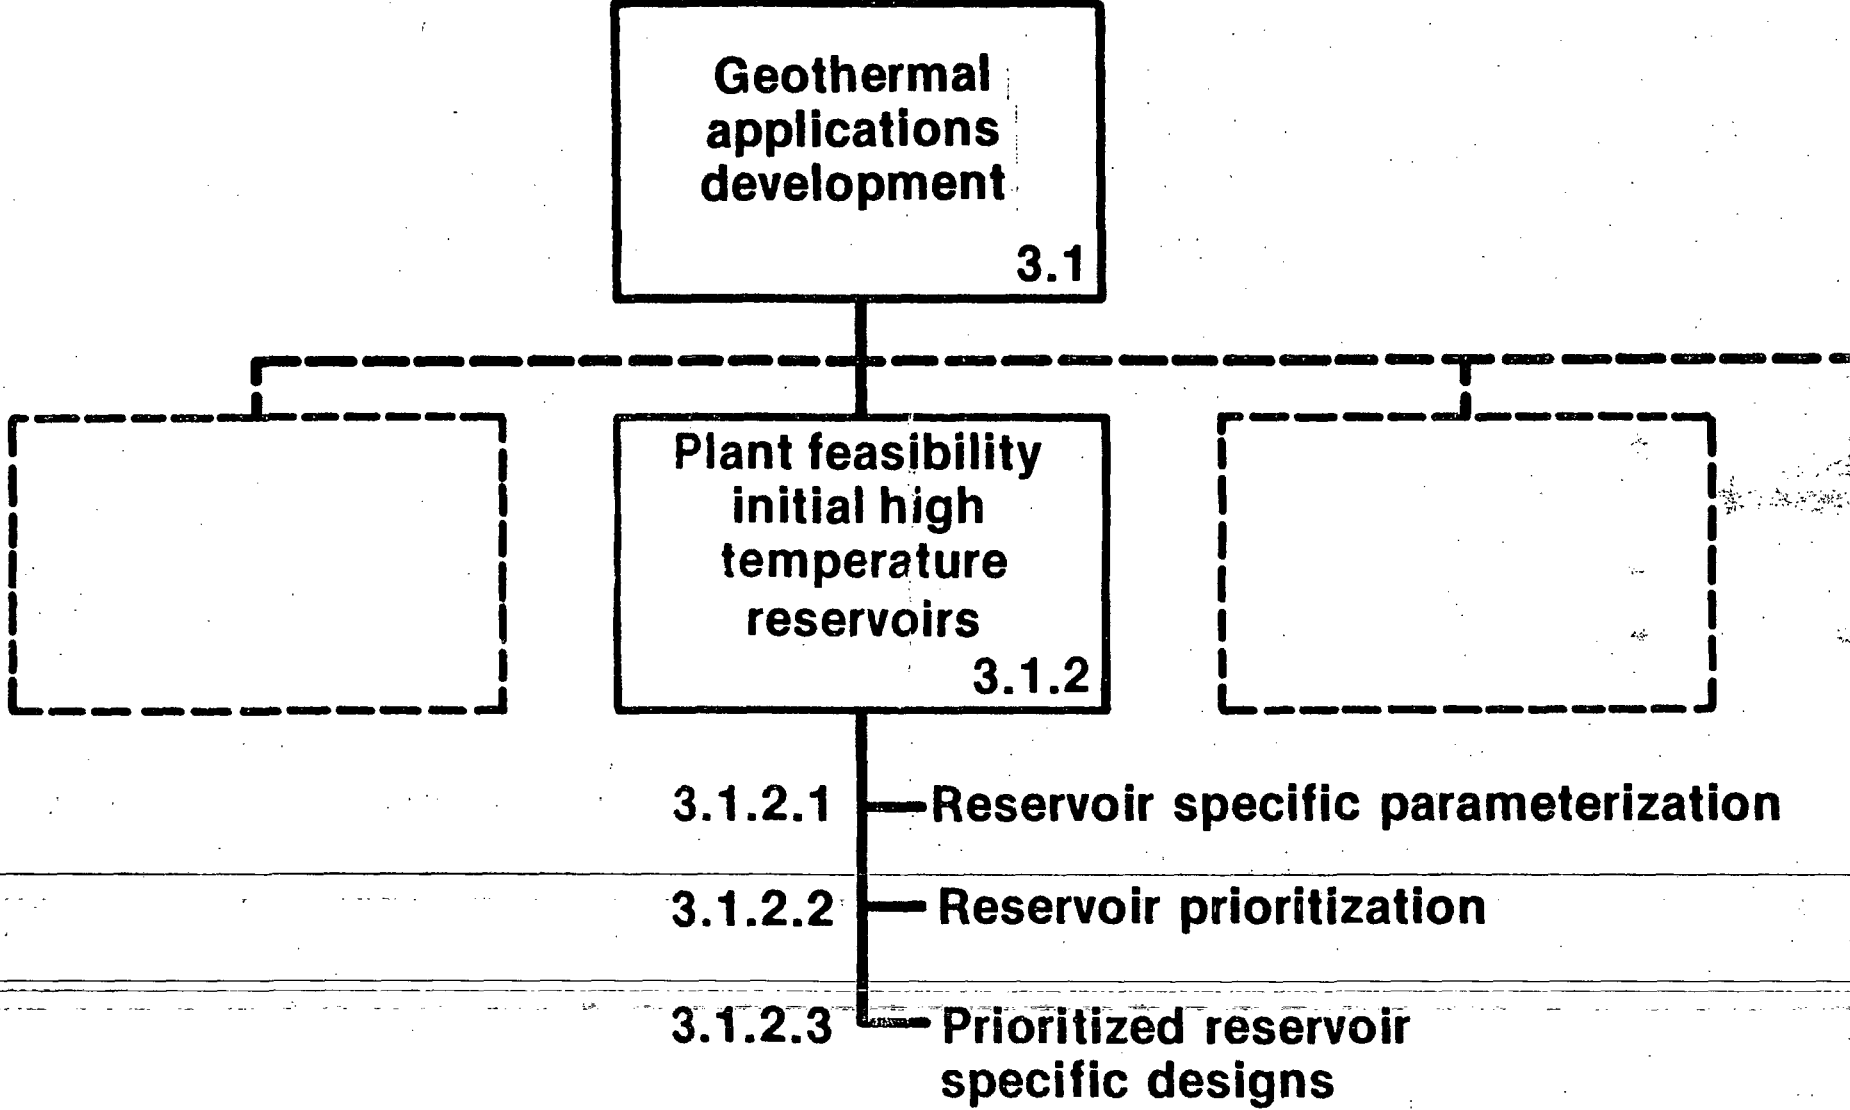 Geothermal
applications
development
3.1
Plant feasibility
initial high
temperature
reservoirs
3.1.2
3.1.2.1 Reservoir specific parameterization
3.1.2.2 Reservoir prioritization
3.1.2.3 Prioritized reservoir
specific designs